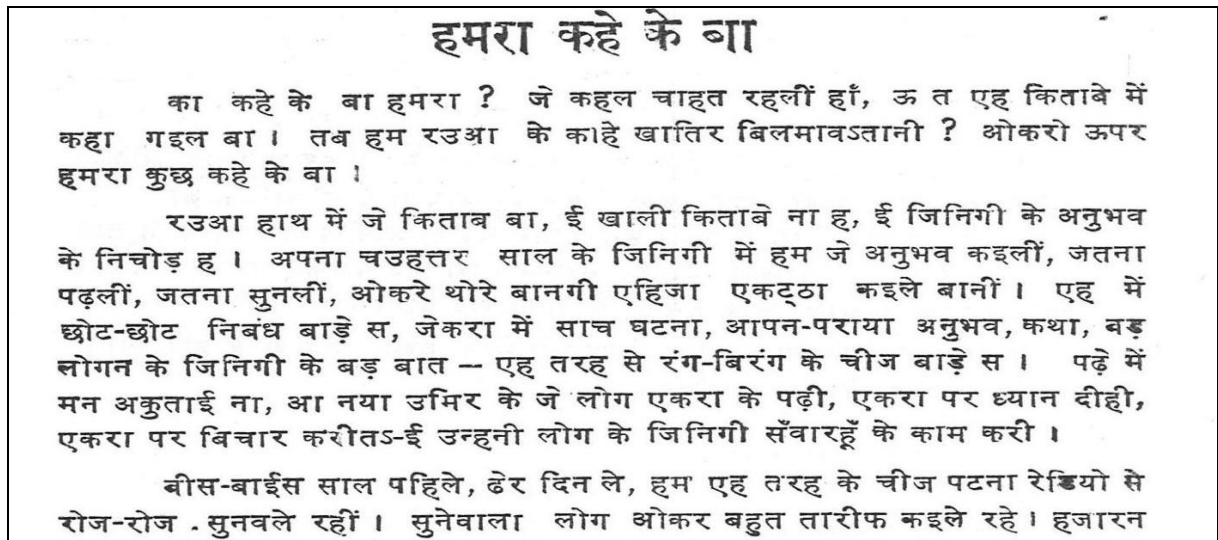 हमरा कहे के बा
का कहे के बा हमरा ? जे कहल चाहत रहलीं हाँ, ऊ त एह किताबे में
कहा गइल बा । तब हम रउआ के काहे खातिर बिलमावऽतानी ? ओकरो ऊपर
हमरा कुछ कहे के बा ।
रउआ हाथ में जे किताब बा, ई खाली किताबे ना ह, ई जिनिगी के अनुभव
के निचोड़ ह । अपना चउहत्तर साल के जिनिगी में हम जे अनुभव कइलीं, जतना
पढ़लीं, जतना सुनलीं, ओकरे थोरे बानगी एहिजा एकट्ठा कइले बानीं । एह में
छोट-छोट निबंध बाड़े स, जेकरा में साच घटना, आपन-पराया अनुभव, कथा, बड़
लोगन के जिनिगी के बड़ बात – एह तरह से रंग-बिरंग के चीज बाड़े स । पढ़े में
मन अकुताई ना, आ नया उमिर के जे लोग एकरा के पढ़ी, एकरा पर ध्यान दीही,
एकरा पर बिचार करीतऽ-ई उन्हनी लोग के जिनिगी सँवारहूँ के काम करी ।
बीस-बाईस साल पहिले, ढेर दिन ले, हम एह तरह के चीज पटना रेडियो से
रोज-रोज सुनवले रहीं । सुनेवाला लोग ओकर बहुत तारीफ कइले रहे । हजारन